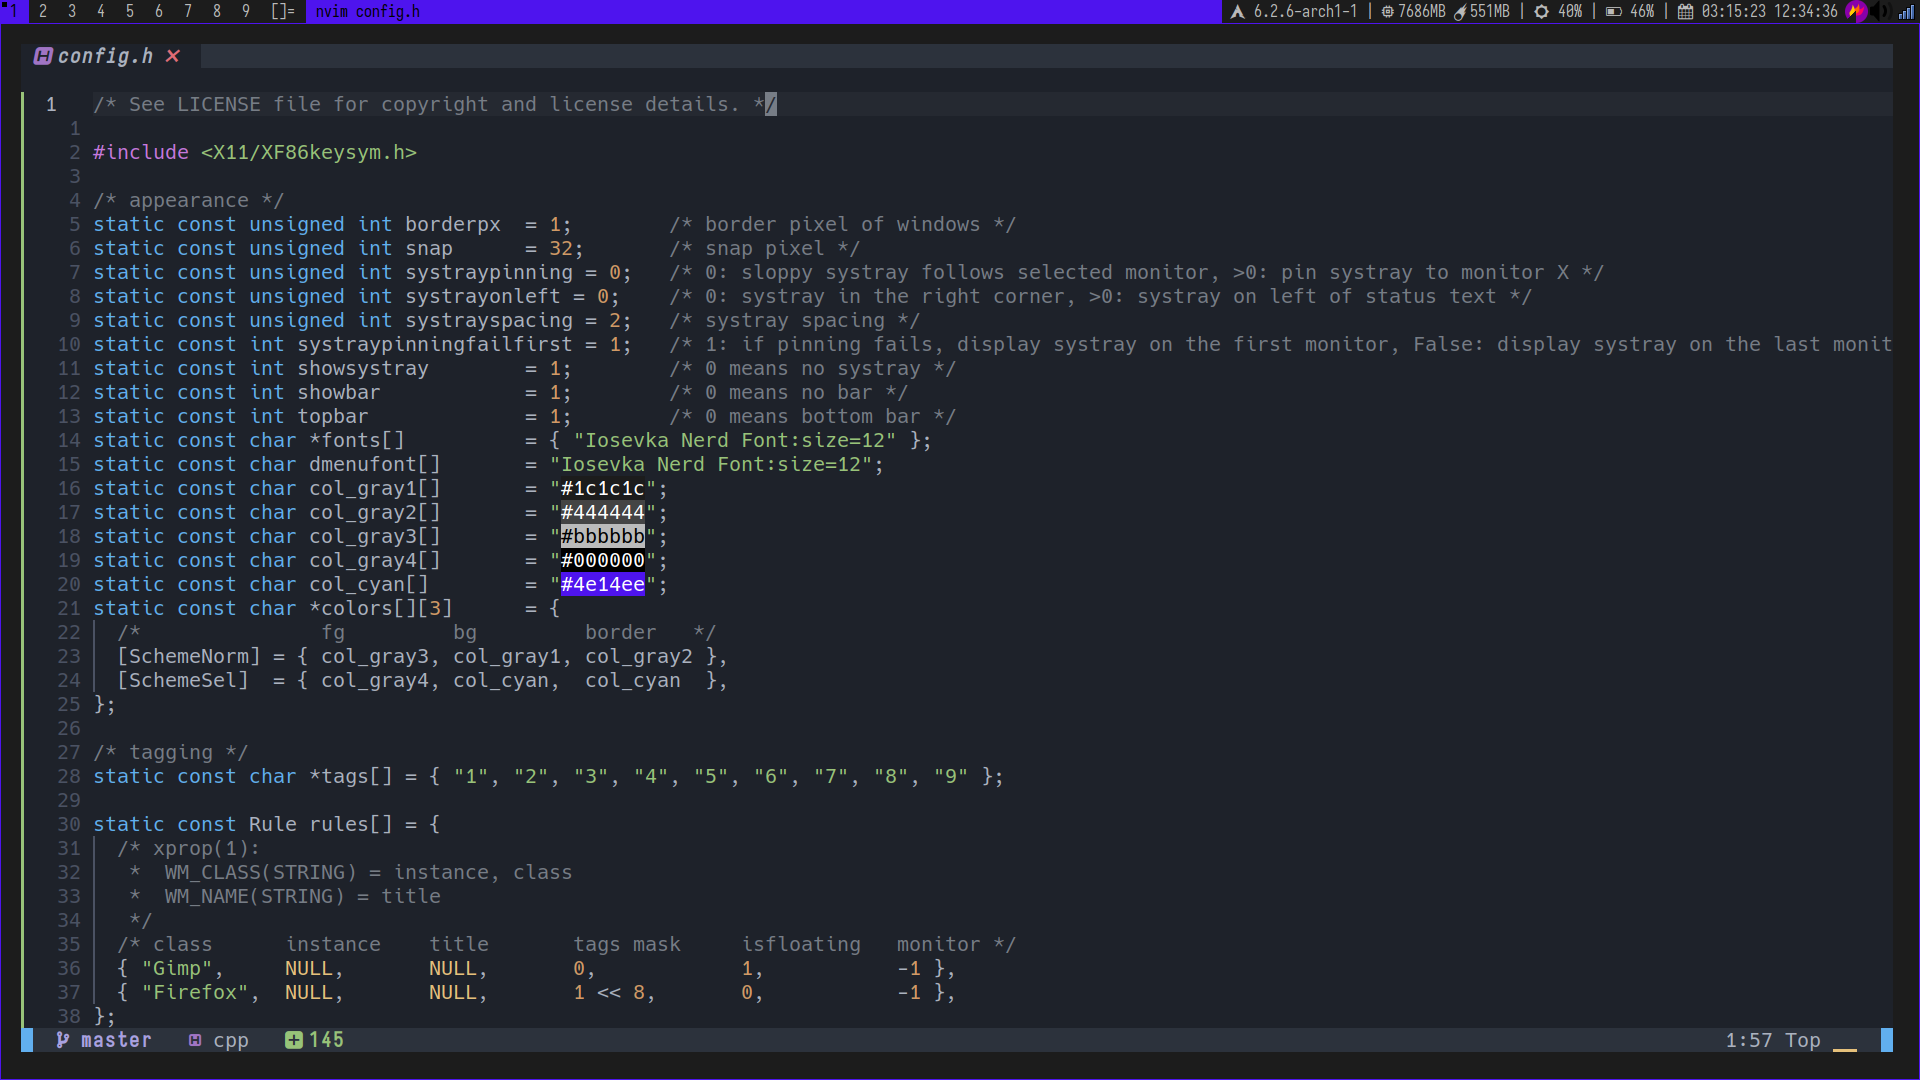 1 2 3 4 5 6 7 8 9 []= nvim config.h 6.2.6-arch1-1 | 7686MB 551MB | 40% | 46% | 03:15:23 12:34:36
config.h ×
1 /* See LICENSE file for copyright and license details. */
1
2 #include <X11/XF86keysym.h>
3
4 /* appearance */
5 static const unsigned int borderpx  = 1;        /* border pixel of windows */
6 static const unsigned int snap      = 32;       /* snap pixel */
7 static const unsigned int systraypinning = 0;   /* 0: sloppy systray follows selected monitor, >0: pin systray to monitor X */
8 static const unsigned int systrayonleft = 0;    /* 0: systray in the right corner, >0: systray on left of status text */
9 static const unsigned int systrayspacing = 2;   /* systray spacing */
10 static const int systraypinningfailfirst = 1;   /* 1: if pinning fails, display systray on the first monitor, False: display systray on the last monit
11 static const int showsystray        = 1;        /* 0 means no systray */
12 static const int showbar            = 1;        /* 0 means no bar */
13 static const int topbar             = 1;        /* 0 means bottom bar */
14 static const char *fonts[]          = { "Iosevka Nerd Font:size=12" };
15 static const char dmenufont[]       = "Iosevka Nerd Font:size=12";
16 static const char col_gray1[]       = "#1c1c1c";
17 static const char col_gray2[]       = "#444444";
18 static const char col_gray3[]       = "#bbbbbb";
19 static const char col_gray4[]       = "#000000";
20 static const char col_cyan[]        = "#4e14ee";
21 static const char *colors[][3]      = {
22   /*               fg         bg         border   */
23   [SchemeNorm] = { col_gray3, col_gray1, col_gray2 },
24   [SchemeSel]  = { col_gray4, col_cyan,  col_cyan  },
25 };
26
27 /* tagging */
28 static const char *tags[] = { "1", "2", "3", "4", "5", "6", "7", "8", "9" };
29
30 static const Rule rules[] = {
31   /* xprop(1):
32    *  WM_CLASS(STRING) = instance, class
33    *  WM_NAME(STRING) = title
34    */
35   /* class      instance    title       tags mask     isfloating   monitor */
36   { "Gimp",     NULL,       NULL,       0,            1,           -1 },
37   { "Firefox",  NULL,       NULL,       1 << 8,       0,           -1 },
38 };
master cpp + 145 1:57 Top